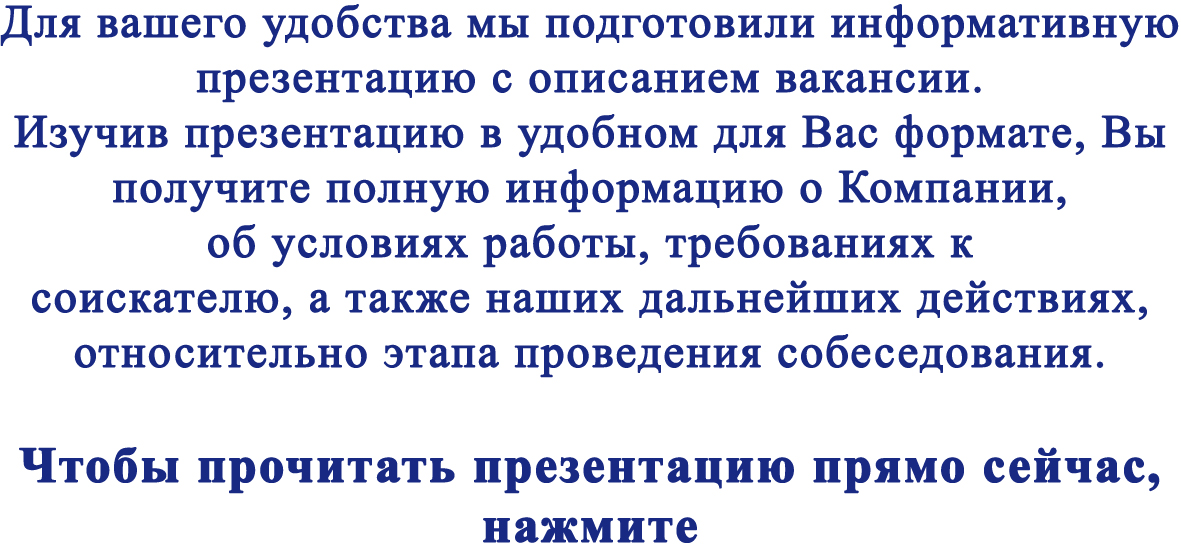 Для вашего удобства мы подготовили информативную
презентацию с описанием вакансии.
Изучив презентацию в удобном для Вас формате, Вы
получите полную информацию о Компании,
об условиях работы, требованиях к
соискателю, а также наших дальнейших действиях,
относительно этапа проведения собеседования.
Чтобы прочитать презентацию прямо сейчас,
нажмите